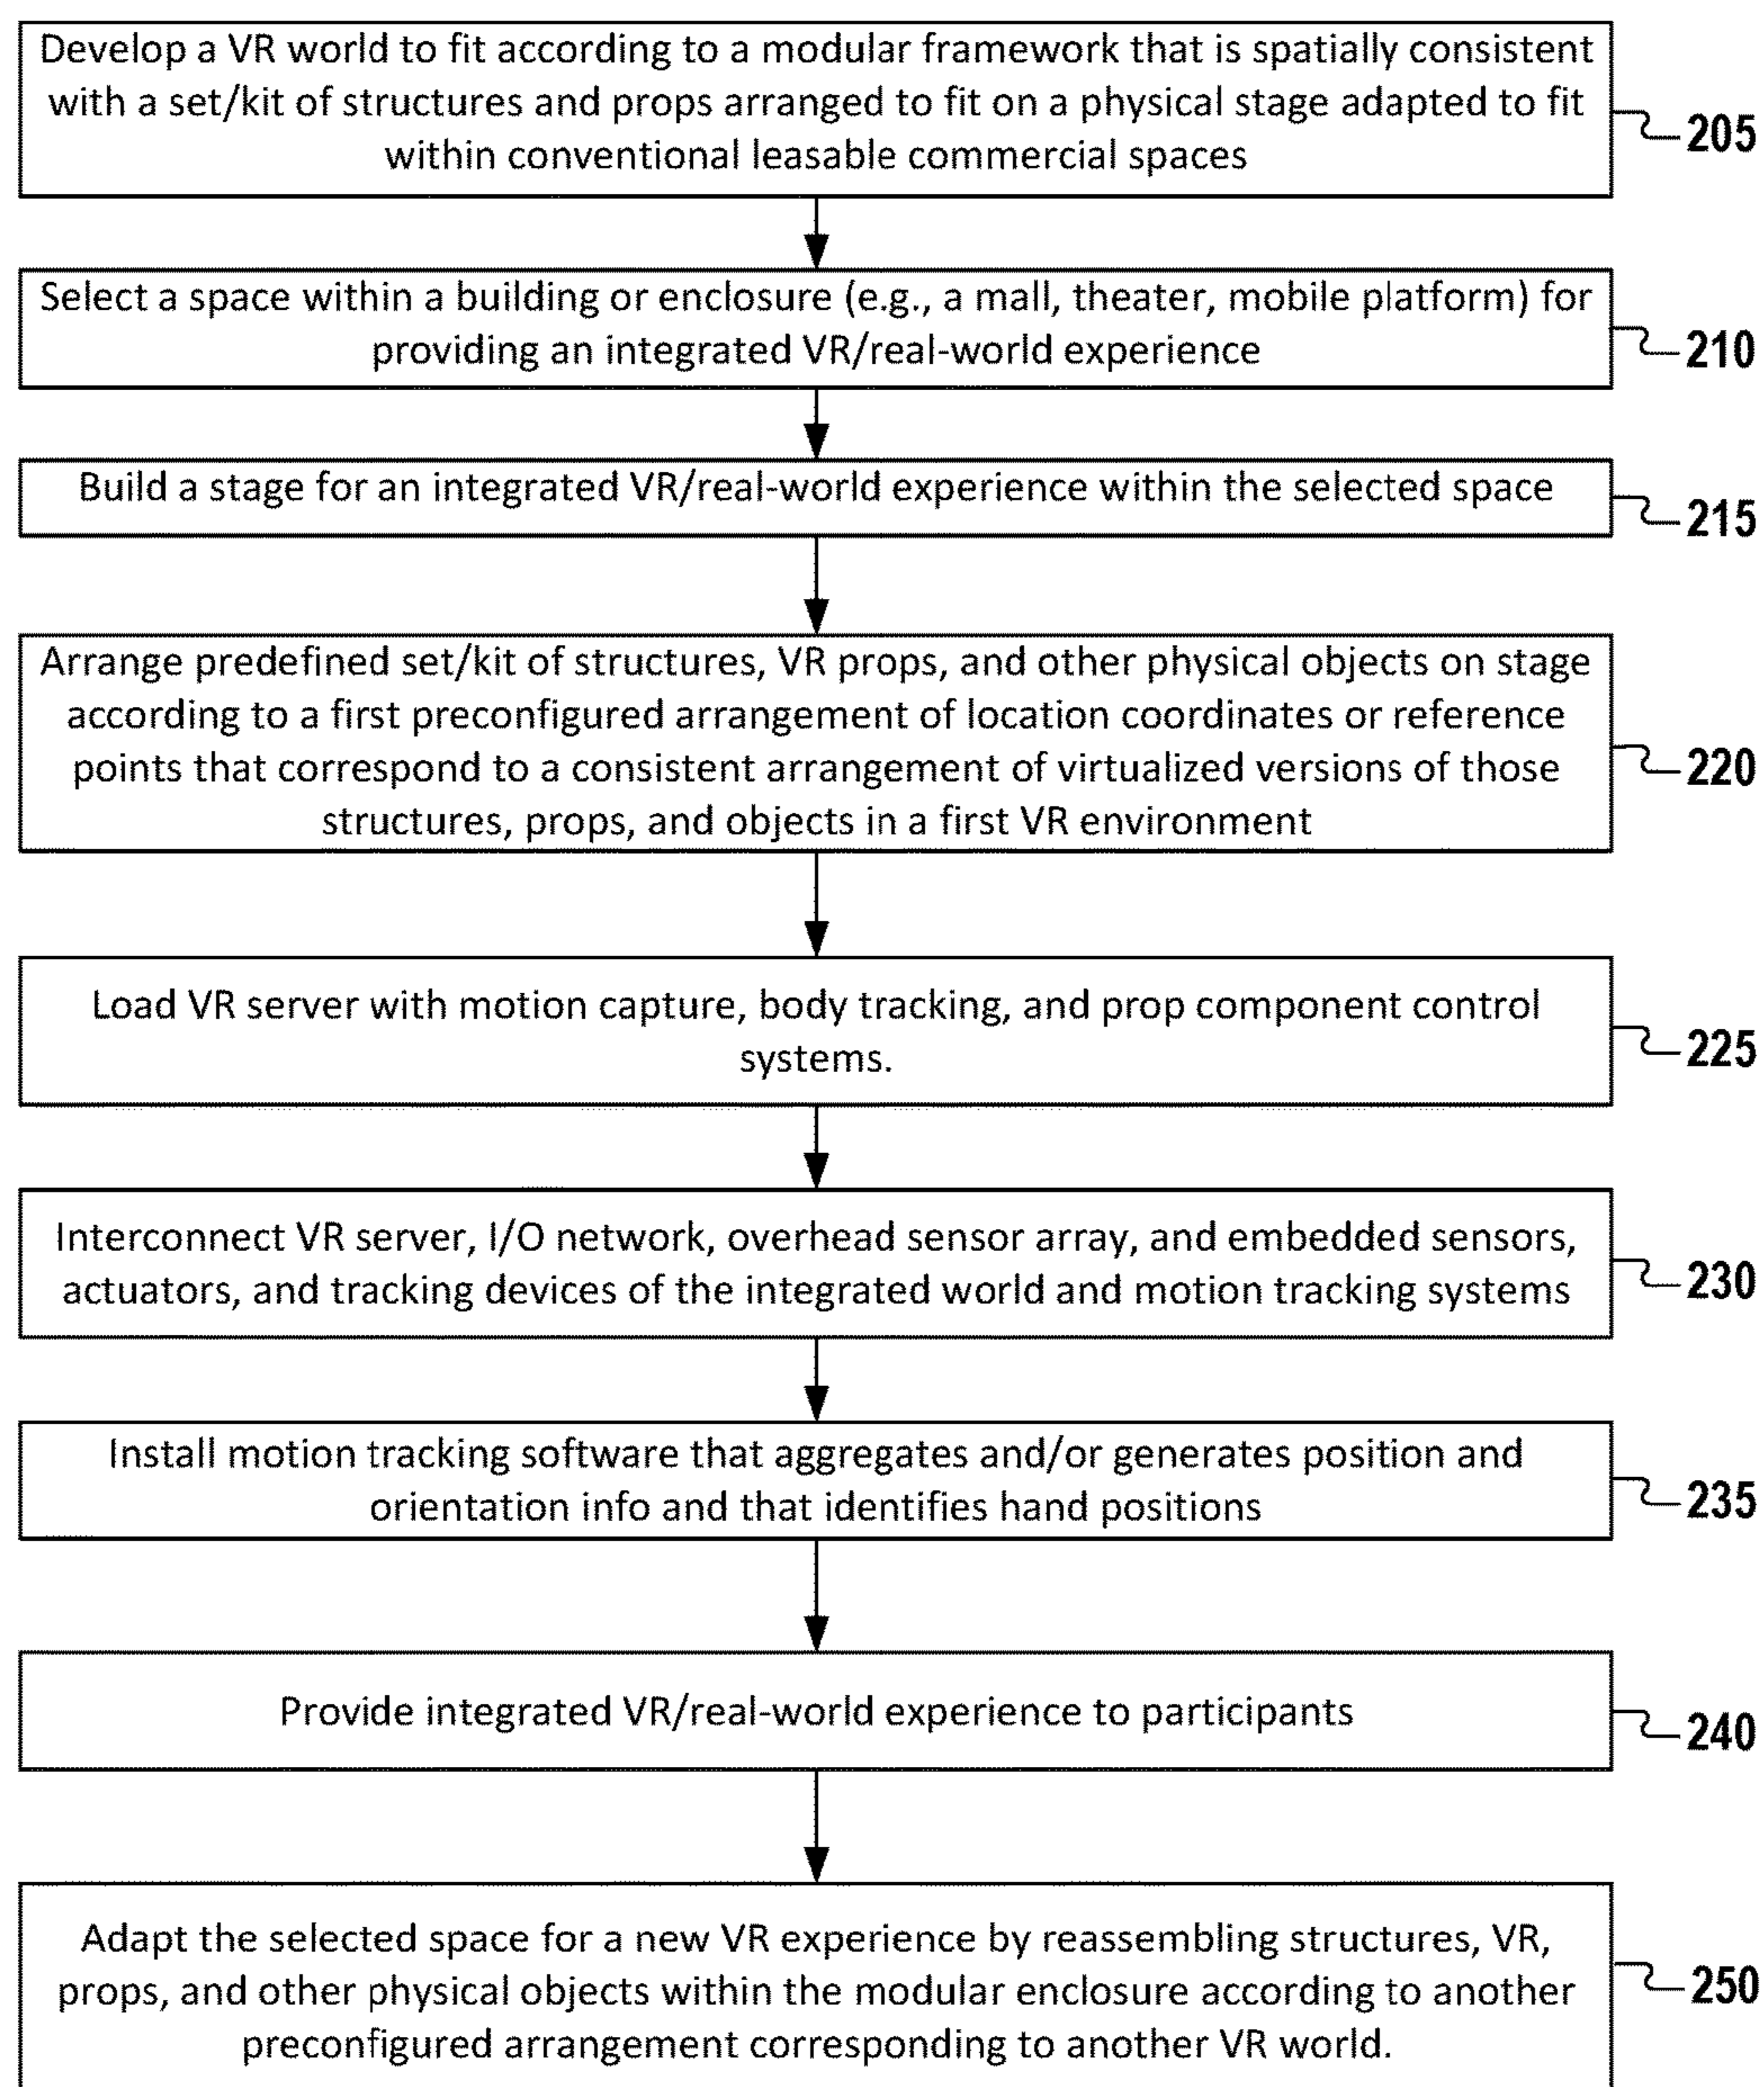 Develop a VR world to fit according to a modular framework that is spatially consistent
with a set/kit of structures and props arranged to fit on a physical stage adapted to fit
within conventional leasable commercial spaces
205
Select a space within a building or enclosure (e.g., a mall, theater, mobile platform) for
providing an integrated VR/real-world experience
210
Build a stage for an integrated VR/real-world experience within the selected space
215
Arrange predefined set/kit of structures, VR props, and other physical objects on stage
according to a first preconfigured arrangement of location coordinates or reference
points that correspond to a consistent arrangement of virtualized versions of those
structures, props, and objects in a first VR environment
220
Load VR server with motion capture, body tracking, and prop component control
systems.
225
Interconnect VR server, I/O network, overhead sensor array, and embedded sensors,
actuators, and tracking devices of the integrated world and motion tracking systems
230
Install motion tracking software that aggregates and/or generates position and
orientation info and that identifies hand positions
235
Provide integrated VR/real-world experience to participants
240
Adapt the selected space for a new VR experience by reassembling structures, VR,
props, and other physical objects within the modular enclosure according to another
preconfigured arrangement corresponding to another VR world.
250